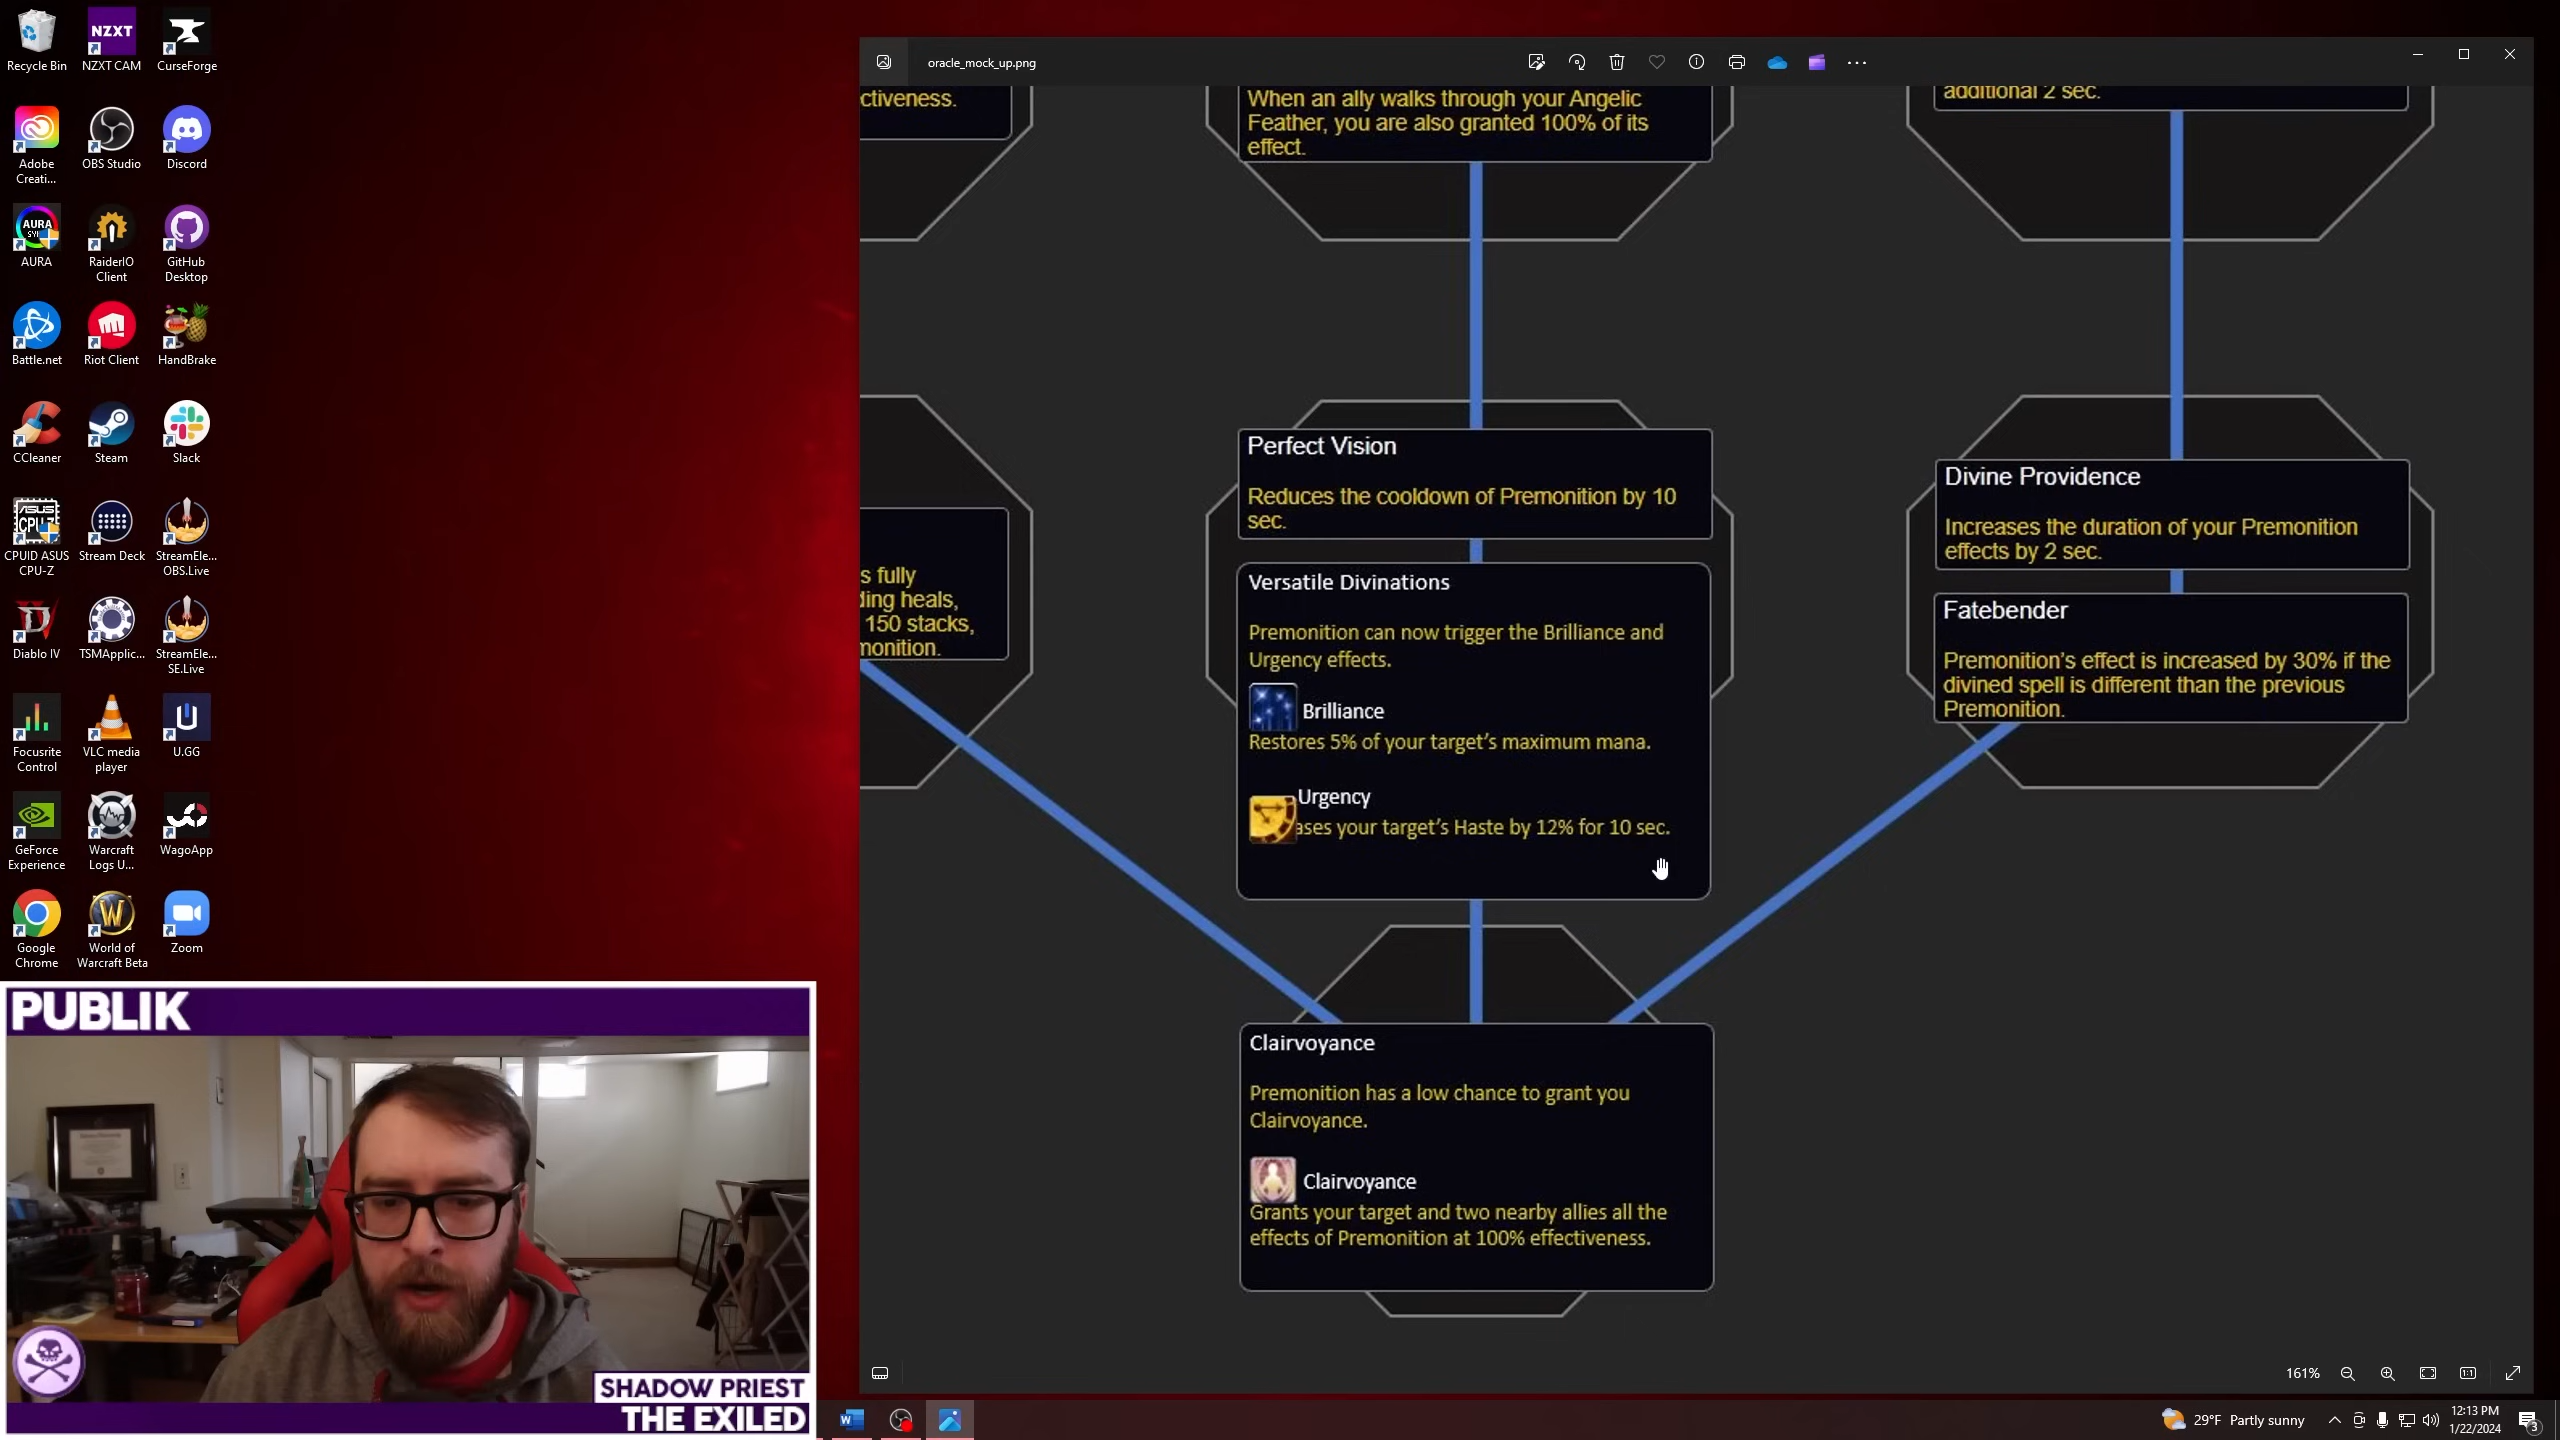 Recycle Bin
NZXT
NZXT CAM
CurseForge
Adobe
Creati...
OBS Studio
Discord
AURA
AURA
RaiderIO
Client
GitHub
Desktop
Battle.net
Riot Client
HandBrake
CCleaner
Steam
Slack
CPUID ASUS
CPU-Z
Stream Deck
StreamEle...
OBS.Live
Diablo IV
TSMApplic...
StreamEle...
SE.Live
Focusrite
Control
VLC media
player
U.GG
GeForce
Experience
Warcraft
Logs U...
WagoApp
Google
Chrome
World of
Warcraft Beta
Zoom
oracle_mock_up.png
ctiveness.
When an ally walks through your Angelic
Feather, you are also granted 100% of its
effect.
additional 2 sec.
Perfect Vision
Reduces the cooldown of Premonition by 10
sec.
Divine Providence
Increases the duration of your Premonition
effects by 2 sec.
s fully
ding heals,
150 stacks,
monition.
Versatile Divinations
Premonition can now trigger the Brilliance and
Urgency effects.
Brilliance
Restores 5% of your target's maximum mana.
Urgency
ases your target's Haste by 12% for 10 sec.
Fatebender
Premonition's effect is increased by 30% if the
divined spell is different than the previous
Premonition.
Clairvoyance
Premonition has a low chance to grant you
Clairvoyance.
Clairvoyance
Grants your target and two nearby allies all the
effects of Premonition at 100% effectiveness.
PUBLIK
SHADOW PRIEST
THE EXILED
161%
29°F Partly sunny
12:13 PM
1/22/2024
3